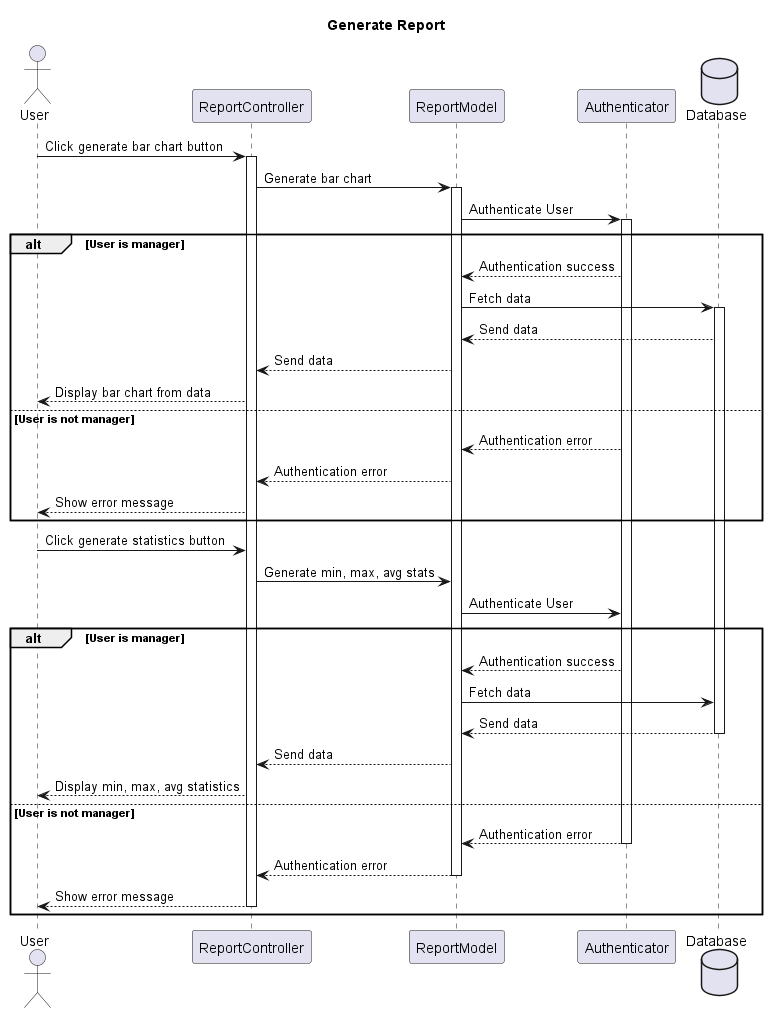 Generate Report
User
ReportController
ReportModel
Authenticator
Database
Click generate bar chart button
Generate bar chart
Authenticate User
alt [User is manager]
Authentication success
Fetch data
Send data
Send data
Display bar chart from data
[User is not manager]
Authentication error
Authentication error
Show error message
Click generate statistics button
Generate min, max, avg stats
Authenticate User
alt [User is manager]
Authentication success
Fetch data
Send data
Send data
Display min, max, avg statistics
[User is not manager]
Authentication error
Authentication error
Show error message
User
ReportController
ReportModel
Authenticator
Database